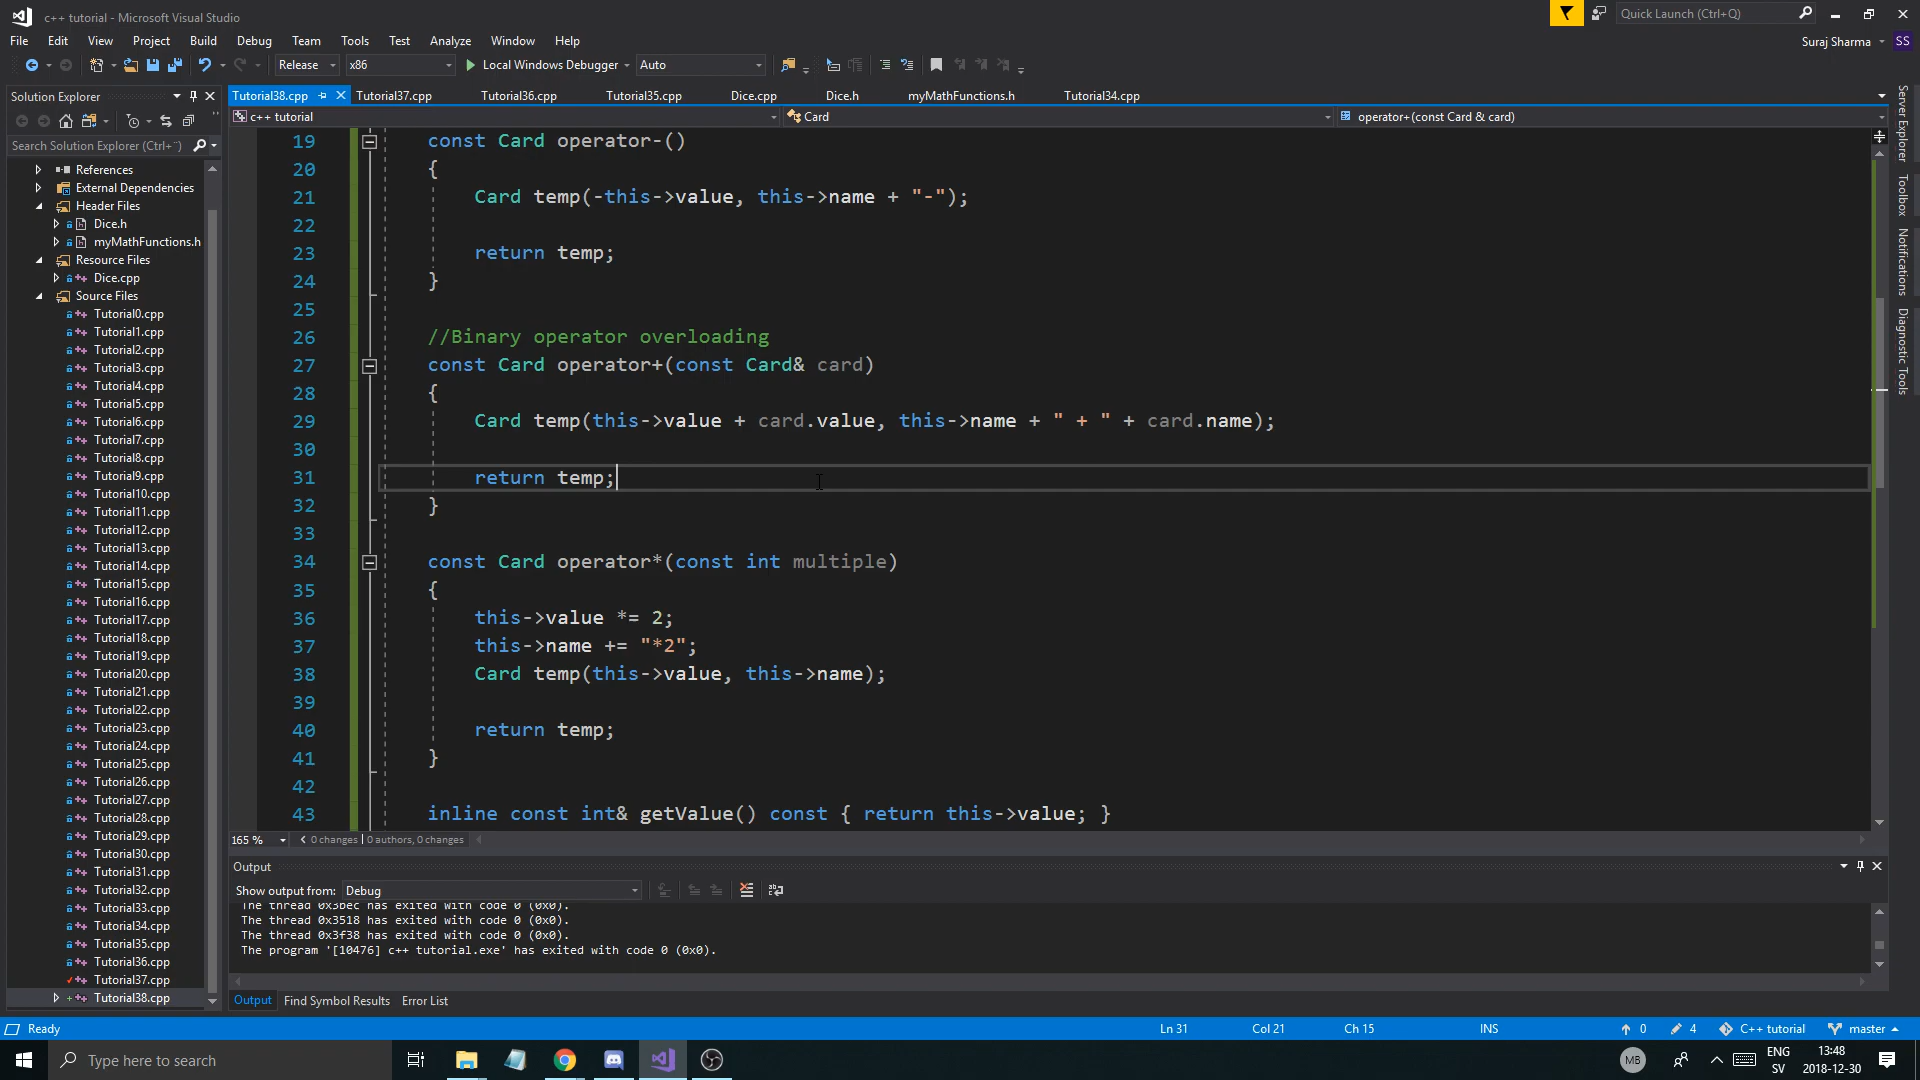 c++ tutorial - Microsoft Visual Studio
Quick Launch (Ctrl+Q)
File Edit View Project Build Debug Team Tools Test Analyze Window Help
Suraj Sharma SS
Release x86 Local Windows Debugger Auto
Solution Explorer
Search Solution Explorer (Ctrl+¨)
References
External Dependencies
Header Files
Dice.h
myMathFunctions.h
Resource Files
Dice.cpp
Source Files
Tutorial0.cpp
Tutorial1.cpp
Tutorial2.cpp
Tutorial3.cpp
Tutorial4.cpp
Tutorial5.cpp
Tutorial6.cpp
Tutorial7.cpp
Tutorial8.cpp
Tutorial9.cpp
Tutorial10.cpp
Tutorial11.cpp
Tutorial12.cpp
Tutorial13.cpp
Tutorial14.cpp
Tutorial15.cpp
Tutorial16.cpp
Tutorial17.cpp
Tutorial18.cpp
Tutorial19.cpp
Tutorial20.cpp
Tutorial21.cpp
Tutorial22.cpp
Tutorial23.cpp
Tutorial24.cpp
Tutorial25.cpp
Tutorial26.cpp
Tutorial27.cpp
Tutorial28.cpp
Tutorial29.cpp
Tutorial30.cpp
Tutorial31.cpp
Tutorial32.cpp
Tutorial33.cpp
Tutorial34.cpp
Tutorial35.cpp
Tutorial36.cpp
Tutorial37.cpp
Tutorial38.cpp
Tutorial38.cpp Tutorial37.cpp Tutorial36.cpp Tutorial35.cpp Dice.cpp Dice.h myMathFunctions.h Tutorial34.cpp
c++ tutorial Card operator+(const Card & card)
19 const Card operator-()
20 {
21 Card temp(-this->value, this->name + "-");
22
23 return temp;
24 }
25
26 //Binary operator overloading
27 const Card operator+(const Card& card)
28 {
29 Card temp(this->value + card.value, this->name + " + " + card.name);
30
31 return temp;
32 }
33
34 const Card operator*(const int multiple)
35 {
36 this->value *= 2;
37 this->name += "*2";
38 Card temp(this->value, this->name);
39
40 return temp;
41 }
42
43 inline const int& getValue() const { return this->value; }
165 % 0 changes | 0 authors, 0 changes
Output
Show output from: Debug
The thread 0x3bec has exited with code 0 (0x0).
The thread 0x3518 has exited with code 0 (0x0).
The thread 0x3f38 has exited with code 0 (0x0).
The program '[10476] c++ tutorial.exe' has exited with code 0 (0x0).
Output Find Symbol Results Error List
Server Explorer
Toolbox
Notifications
Diagnostic Tools
Ready Ln 31 Col 21 Ch 15 INS 0 4 C++ tutorial master
Type here to search
MB
ENG
SV
13:48
2018-12-30